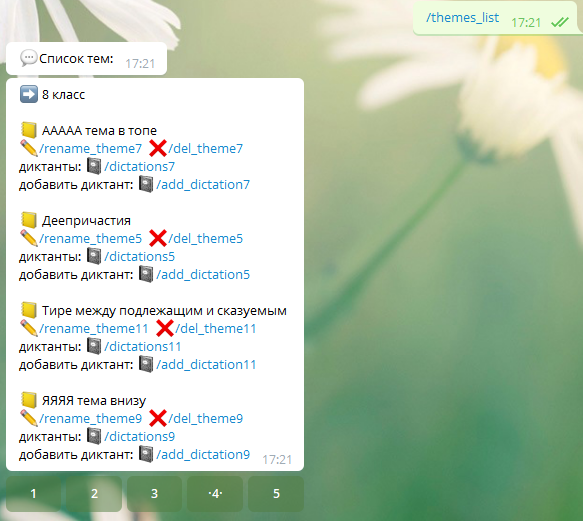 /themes_list 17:21
Список тем: 17:21
8 класс
ААААА тема в топе
/rename_theme7 /del_theme7
диктанты: /dictations7
добавить диктант: /add_dictation7
Деепричастия
/rename_theme5 /del_theme5
диктанты: /dictations5
добавить диктант: /add_dictation5
Тире между подлежащим и сказуемым
/rename_theme11 /del_theme11
диктанты: /dictations11
добавить диктант: /add_dictation11
ЯЯЯЯ тема внизу
/rename_theme9 /del_theme9
диктанты: /dictations9
добавить диктант: /add_dictation9 17:21
1 2 3 ·4· 5